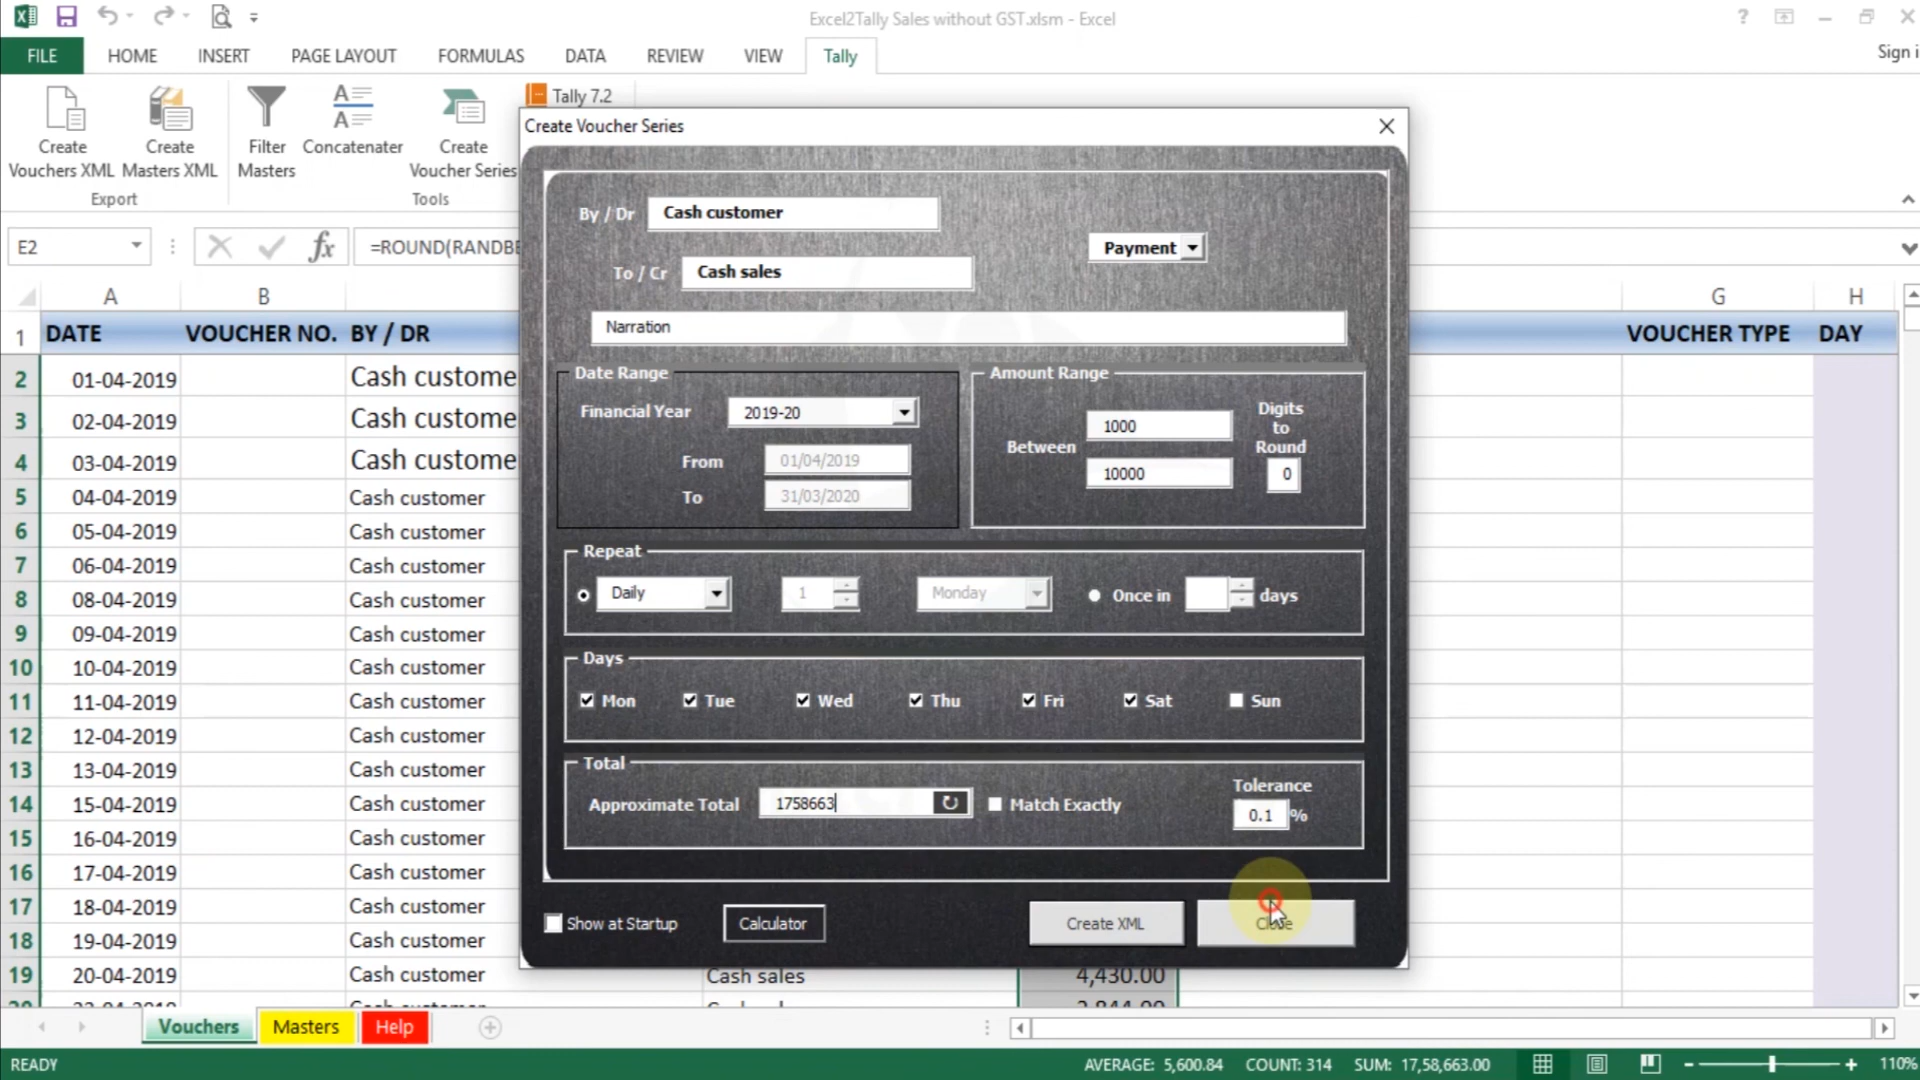 Excel2Tally Sales without GST.xlsm - Excel
?
FILE HOME INSERT PAGE LAYOUT FORMULAS DATA REVIEW VIEW Tally
Sign i
Create Vouchers XML
Create Masters XML
Filter Masters
Concatenater
Create Voucher Series
Tally 7.2
Export
Tools
E2
fx
=ROUND(RANDBE
A B G H
1 DATE VOUCHER NO. BY / DR VOUCHER TYPE DAY
2 01-04-2019 Cash custome
3 02-04-2019 Cash custome
4 03-04-2019 Cash custome
5 04-04-2019 Cash customer
6 05-04-2019 Cash customer
7 06-04-2019 Cash customer
8 08-04-2019 Cash customer
9 09-04-2019 Cash customer
10 10-04-2019 Cash customer
11 11-04-2019 Cash customer
12 12-04-2019 Cash customer
13 13-04-2019 Cash customer
14 15-04-2019 Cash customer
15 16-04-2019 Cash customer
16 17-04-2019 Cash customer
17 18-04-2019 Cash customer
18 19-04-2019 Cash customer
19 20-04-2019 Cash customer Cash sales 4,430.00
Create Voucher Series
By / Dr Cash customer
Payment
To / Cr Cash sales
Narration
Date Range
Financial Year 2019-20
From 01/04/2019
To 31/03/2020
Amount Range
Between 1000
10000
Digits
to
Round
0
Repeat
Daily 1 Monday Once in days
Days
Mon Tue Wed Thu Fri Sat Sun
Total
Approximate Total 1758663 Match Exactly
Tolerance
0.1 %
Show at Startup Calculator Create XML Close
Vouchers Masters Help
READY AVERAGE: 5,600.84 COUNT: 314 SUM: 17,58,663.00 110%